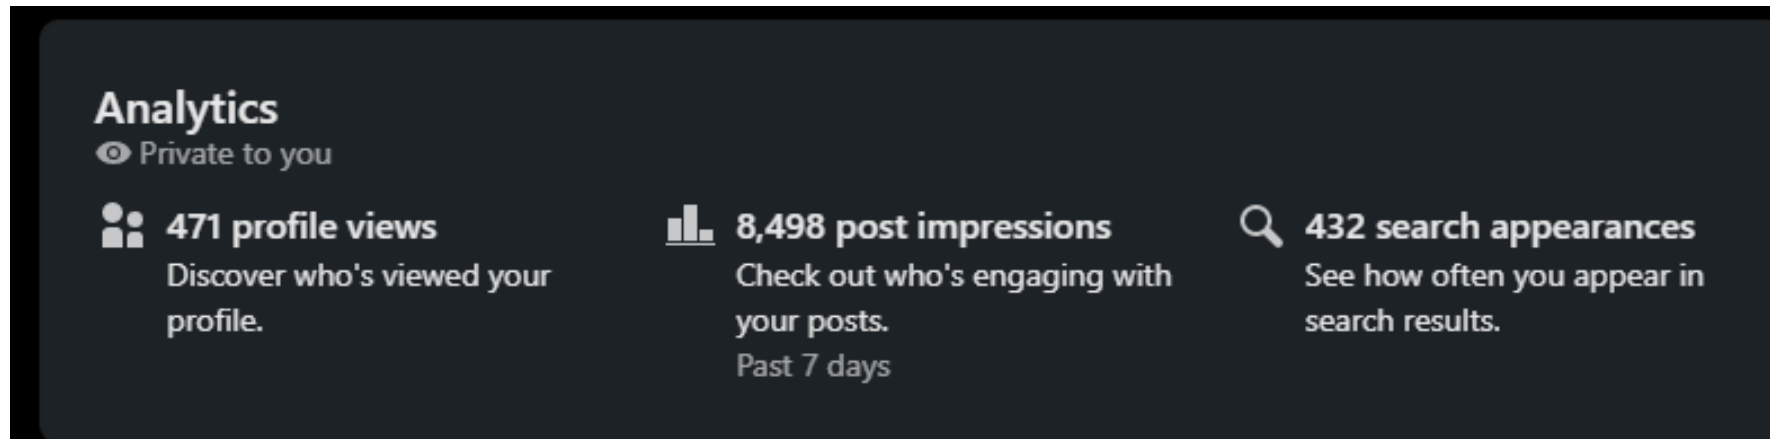 Analytics
Private to you
471 profile views
Discover who's viewed your
profile.
8,498 post impressions
Check out who's engaging with
your posts.
Past 7 days
432 search appearances
See how often you appear in
search results.